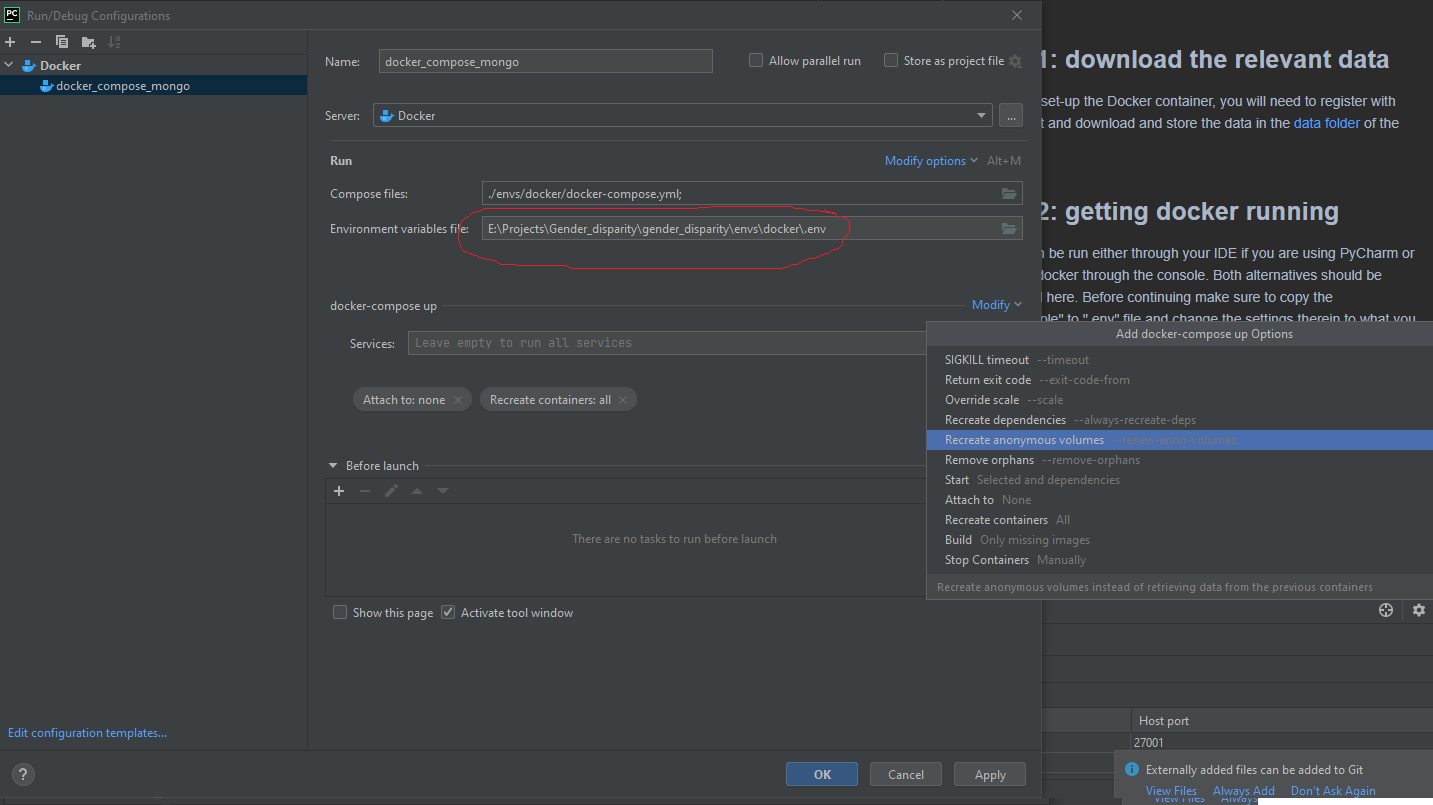 PC Run/Debug Configurations
Docker
docker_compose_mongo
Name: docker_compose_mongo
Allow parallel run
Store as project file
Server: Docker
...
Run
Modify options Alt+M
Compose files: ./envs/docker/docker-compose.yml;
Environment variables file: E:\Projects\Gender_disparity\gender_disparity\envs\docker\.env
docker-compose up
Modify
Services: Leave empty to run all services
Attach to: none
Recreate containers: all
Before launch
There are no tasks to run before launch
Show this page
Activate tool window
Edit configuration templates...
?
OK
Cancel
Apply
1: download the relevant data
set-up the Docker container, you will need to register with
t and download and store the data in the data folder of the
2: getting docker running
n be run either through your IDE if you are using PyCharm or
docker through the console. Both alternatives should be
l here. Before continuing make sure to copy the
ple" to ".env" file and change the settings therein to what you
Add docker-compose up Options
SIGKILL timeout --timeout
Return exit code --exit-code-from
Override scale --scale
Recreate dependencies --always-recreate-deps
Recreate anonymous volumes --renew-anon-volumes
Remove orphans --remove-orphans
Start Selected and dependencies
Attach to None
Recreate containers All
Build Only missing images
Stop Containers Manually
Recreate anonymous volumes instead of retrieving data from the previous containers
Host port
27001
Externally added files can be added to Git
View Files Always Add Don't Ask Again
View Files Always